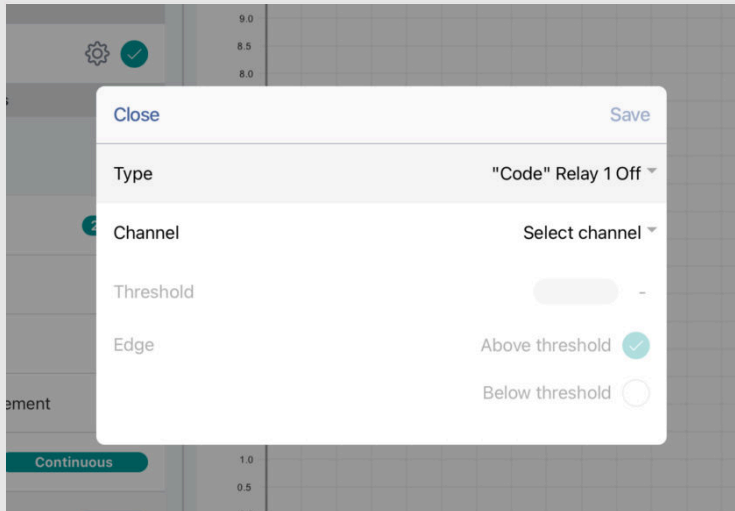 9.0
8.5
8.0
Close Save
Type "Code" Relay 1 Off
Channel Select channel
Threshold -
Edge Above threshold
Below threshold
ement
Continuous
1.0
0.5